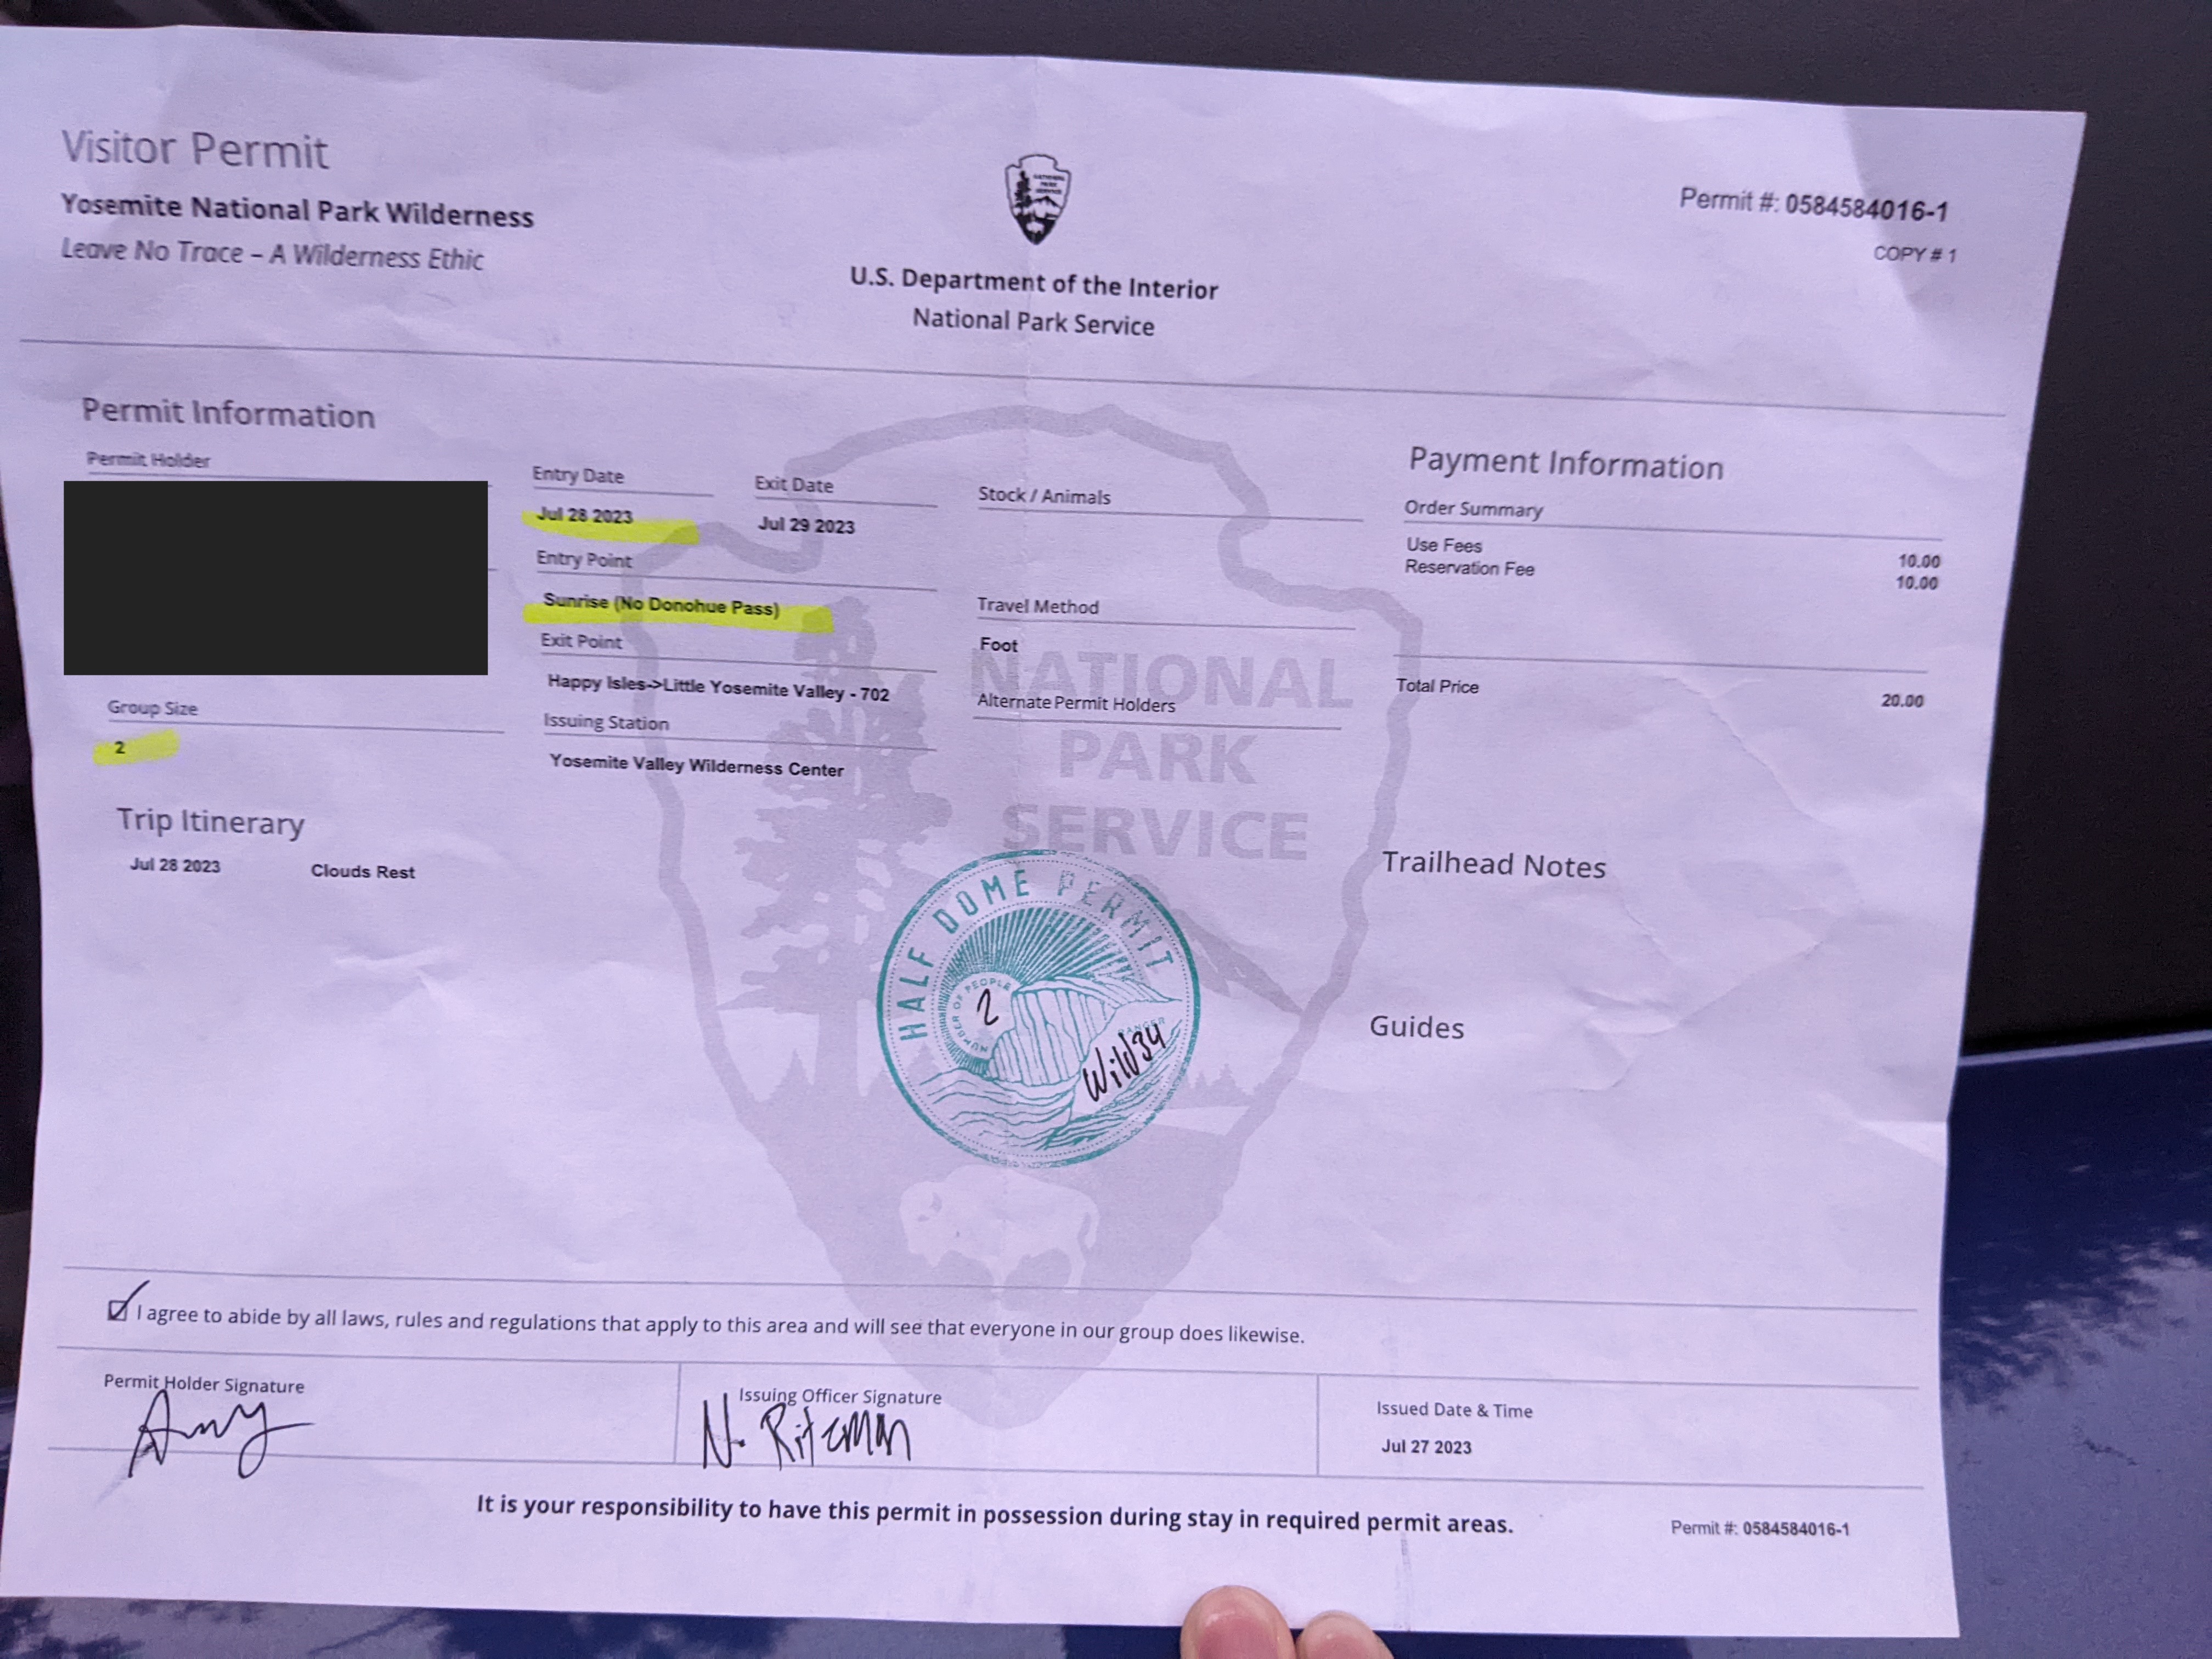 Visitor Permit
Yosemite National Park Wilderness
Leave No Trace – A Wilderness Ethic
NATIONAL
PARK
SERVICE
U.S. Department of the Interior
National Park Service
Permit #: 0584584016-1
COPY # 1
Permit Information
Permit Holder
Group Size
2
Entry Date
Jul 28 2023
Exit Date
Jul 29 2023
Entry Point
Sunrise (No Donohue Pass)
Exit Point
Happy Isles->Little Yosemite Valley - 702
Issuing Station
Yosemite Valley Wilderness Center
Stock / Animals
Travel Method
Foot
Alternate Permit Holders
NATIONAL
PARK
SERVICE
Payment Information
Order Summary
Use Fees 10.00
Reservation Fee 10.00
Total Price 20.00
Trip Itinerary
Jul 28 2023 Clouds Rest
Trailhead Notes
Guides
HALF DOME PERMIT
NUMBER OF PEOPLE
2
RANGER
Wild34
I agree to abide by all laws, rules and regulations that apply to this area and will see that everyone in our group does likewise.
Permit Holder Signature
Amy
Issuing Officer Signature
N. Ritzman
Issued Date & Time
Jul 27 2023
It is your responsibility to have this permit in possession during stay in required permit areas.
Permit #: 0584584016-1